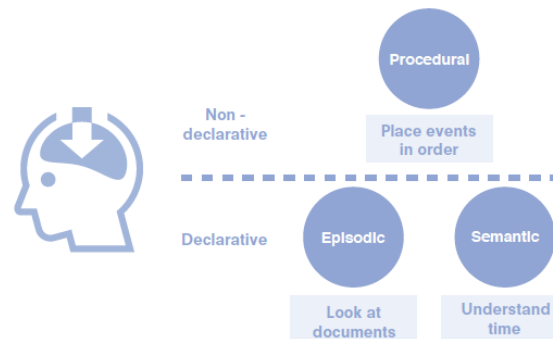 Procedural
Non -
declarative
Place events
in order
Declarative
Episodic
Semantic
Look at
documents
Understand
time